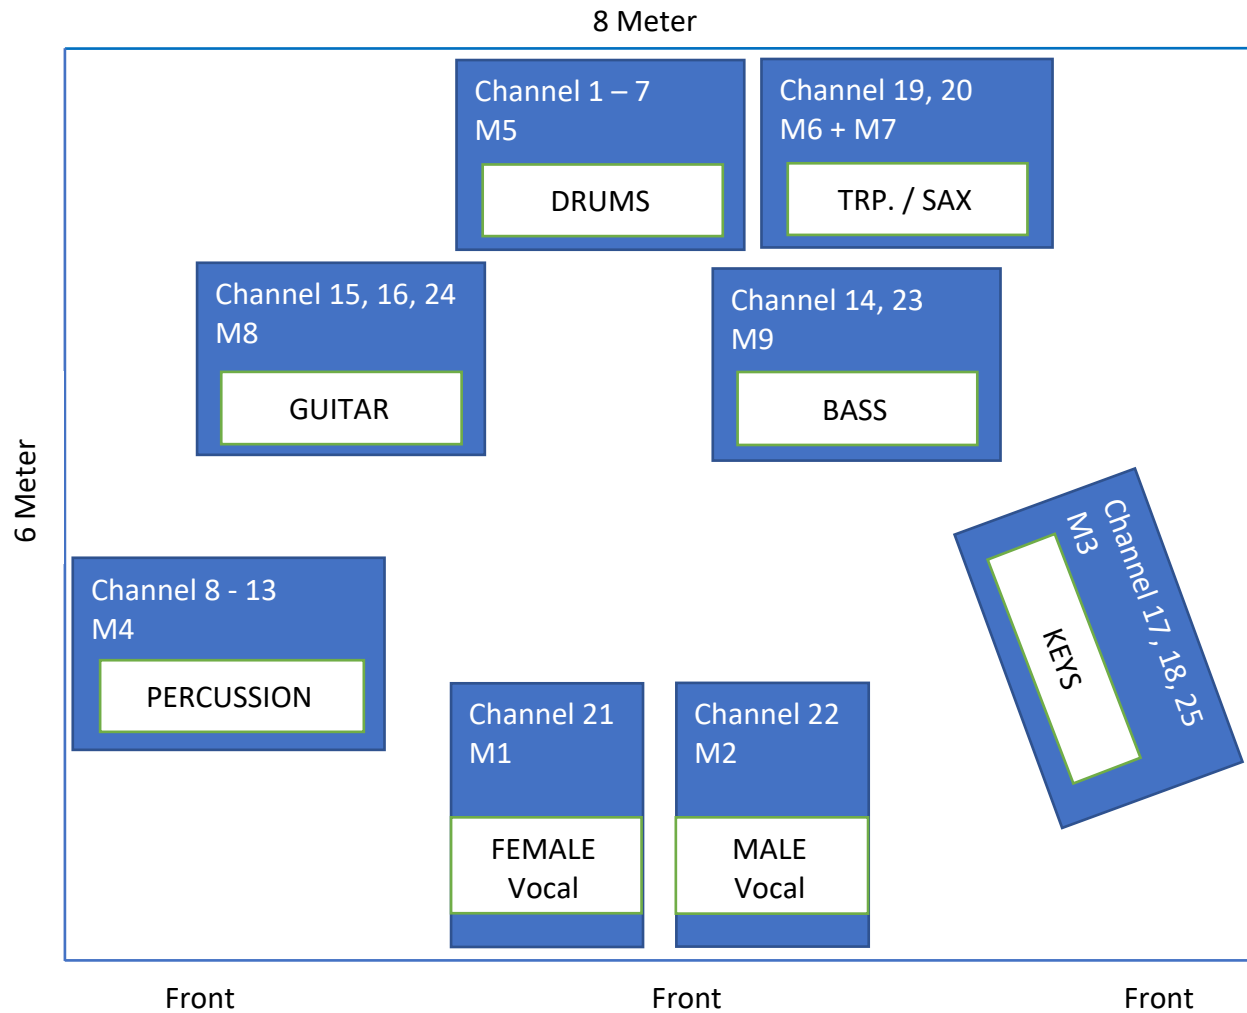 8 Meter
Channel 1 – 7
M5
DRUMS
Channel 19, 20
M6 + M7
TRP. / SAX
Channel 15, 16, 24
M8
GUITAR
Channel 14, 23
M9
BASS
6 Meter
Channel 17, 18, 25
M3
KEYS
Channel 8 - 13
M4
PERCUSSION
Channel 21
M1
FEMALE
Vocal
Channel 22
M2
MALE
Vocal
Front
Front
Front